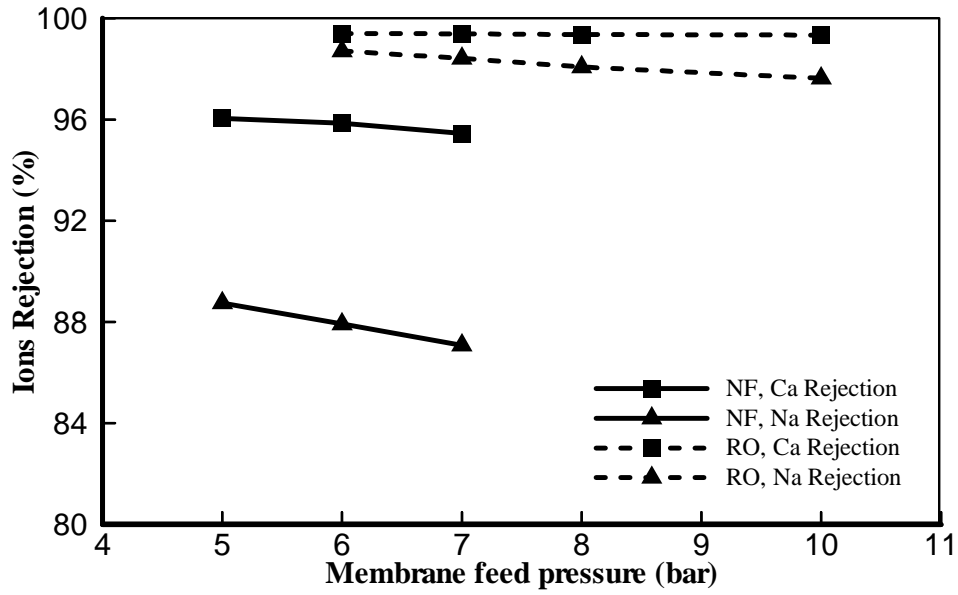 100
96
92
88
84
80
Ions Rejection (%)
NF, Ca Rejection
NF, Na Rejection
RO, Ca Rejection
RO, Na Rejection
4 5 6 7 8 9 10 11
Membrane feed pressure (bar)